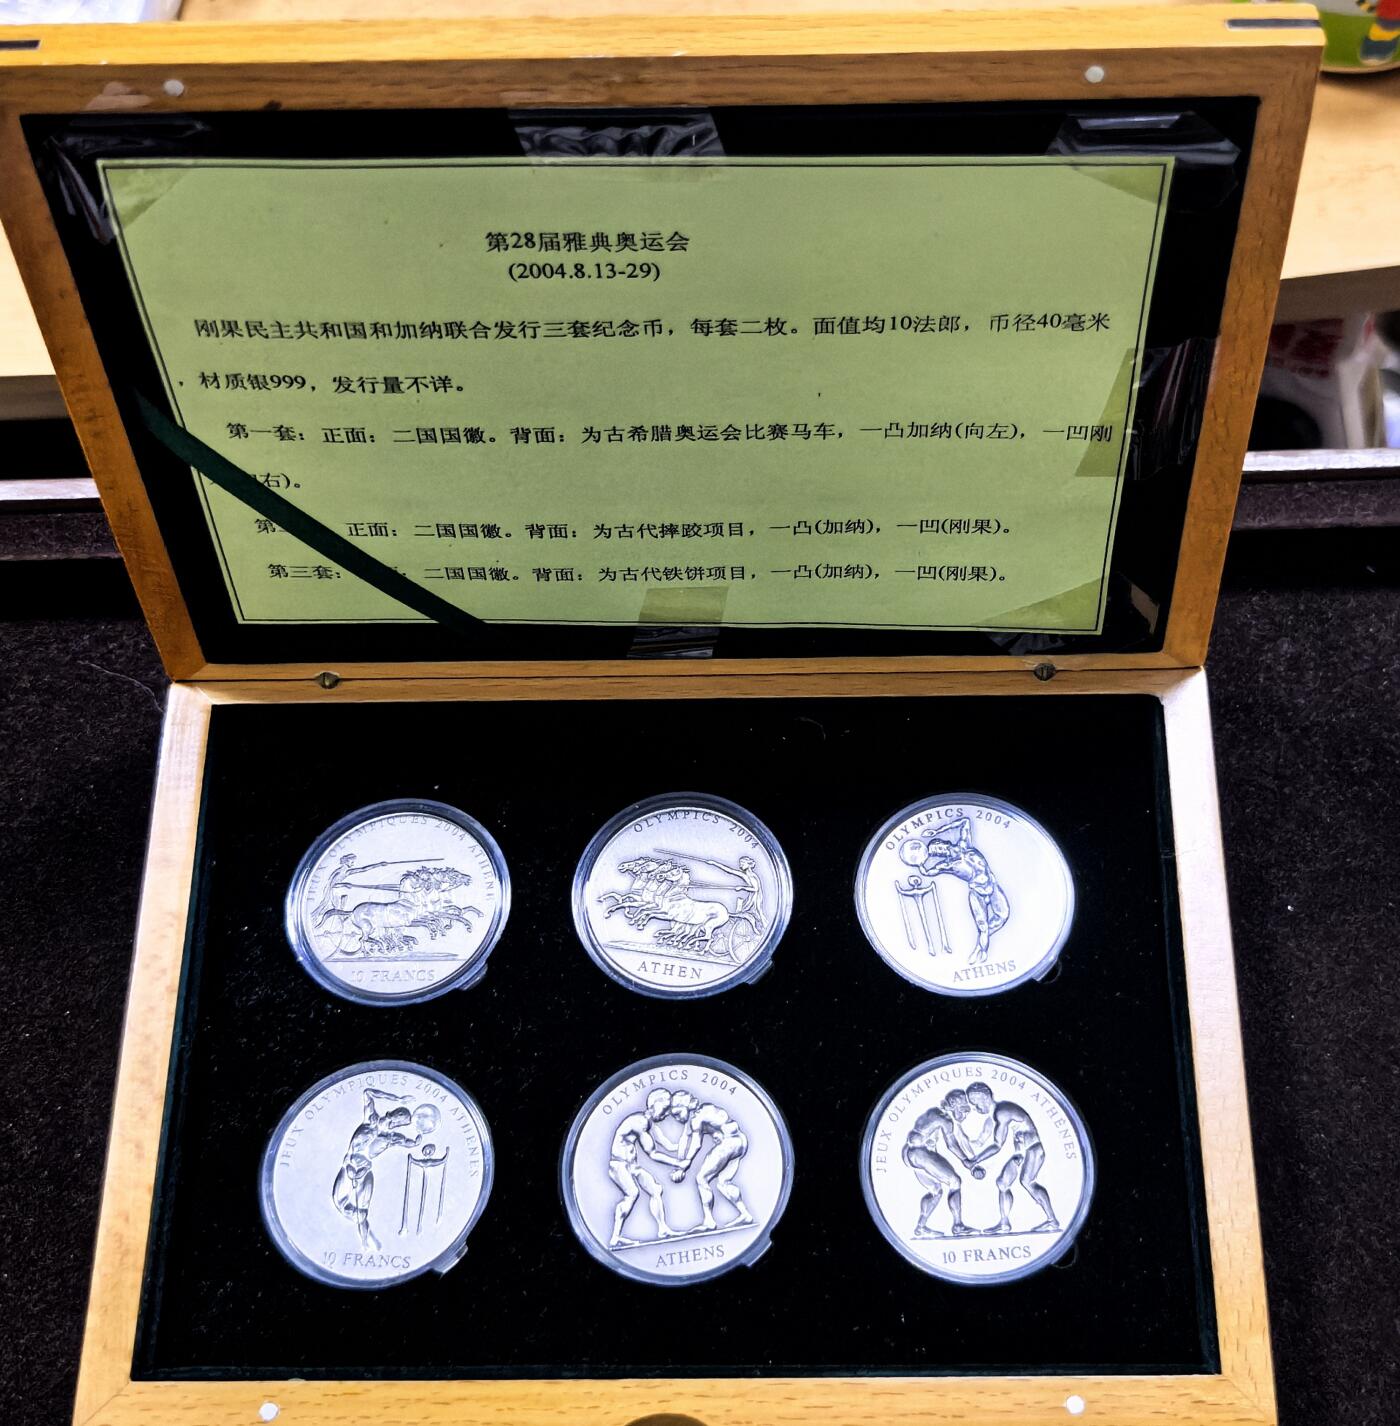 第28届雅典奥运会
(2004.8.13-29)
刚果民主共和国和加纳联合发行三套纪念币，每套二枚。面值均10法郎，币径40毫米
，材质银999，发行量不详。
第一套：正面：二国国徽。背面：为古希腊奥运会比赛马车，一凸加纳(向左)，一凹刚
右)。
第 正面：二国国徽。背面：为古代摔跤项目，一凸(加纳)，一凹(刚果)。
第三套： 二国国徽。背面：为古代铁饼项目，一凸(加纳)，一凹(刚果)。
JEUX OLYMPIQUES 2004 ATHENES
10 FRANCS
OLYMPICS 2004
ATHEN
OLYMPICS 2004
ATHENS
JEUX OLYMPIQUES 2004 ATHENES
10 FRANCS
OLYMPICS 2004
ATHENS
JEUX OLYMPIQUES 2004 ATHENES
10 FRANCS